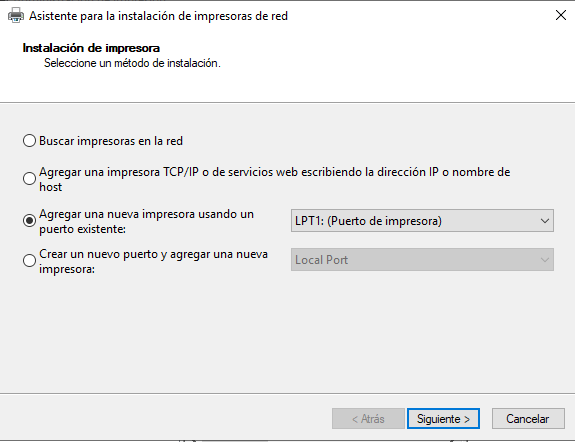 Asistente para la instalación de impresoras de red
Instalación de impresora
Seleccione un método de instalación.
Buscar impresoras en la red
Agregar una impresora TCP/IP o de servicios web escribiendo la dirección IP o nombre de
host
Agregar una nueva impresora usando un
puerto existente:
LPT1: (Puerto de impresora)
Crear un nuevo puerto y agregar una nueva
impresora:
Local Port
< Atrás
Siguiente >
Cancelar